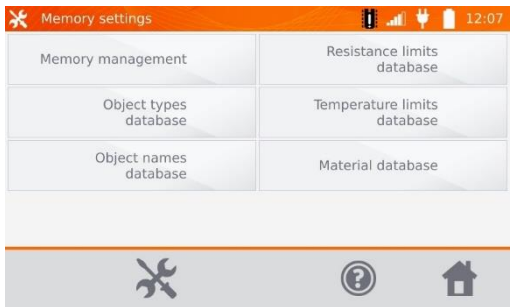 Memory settings
12:07
Memory management
Resistance limits
database
Object types
database
Temperature limits
database
Object names
database
Material database
?